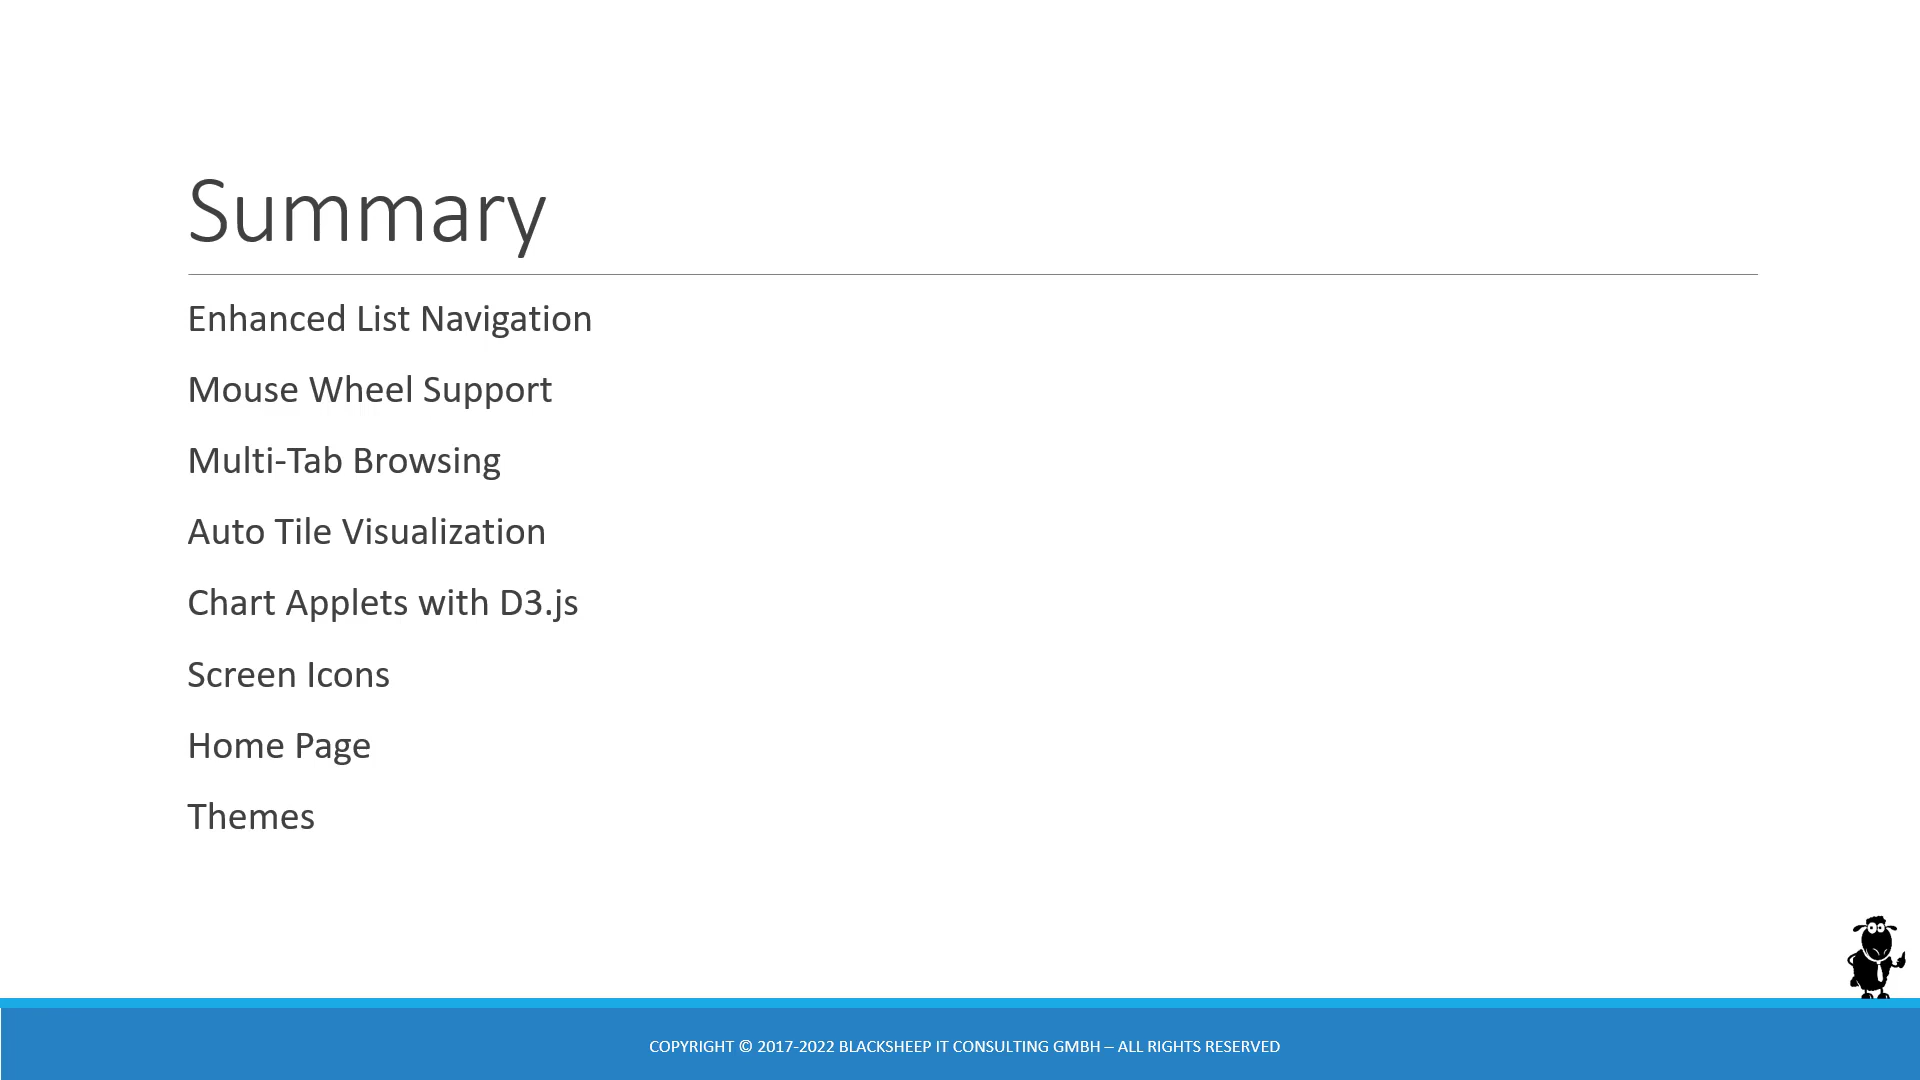 Summary
Enhanced List Navigation
Mouse Wheel Support
Multi-Tab Browsing
Auto Tile Visualization
Chart Applets with D3.js
Screen Icons
Home Page
Themes
COPYRIGHT © 2017-2022 BLACKSHEEP IT CONSULTING GMBH – ALL RIGHTS RESERVED